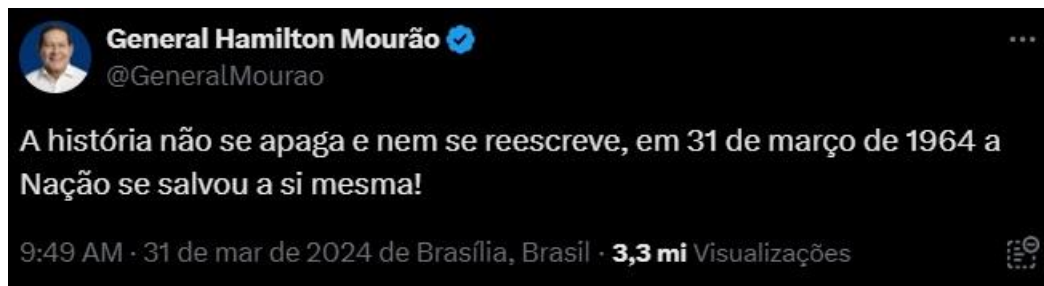 General Hamilton Mourão
@GeneralMourao
A história não se apaga e nem se reescreve, em 31 de março de 1964 a
Nação se salvou a si mesma!
9:49 AM · 31 de mar de 2024 de Brasília, Brasil · 3,3 mi Visualizações